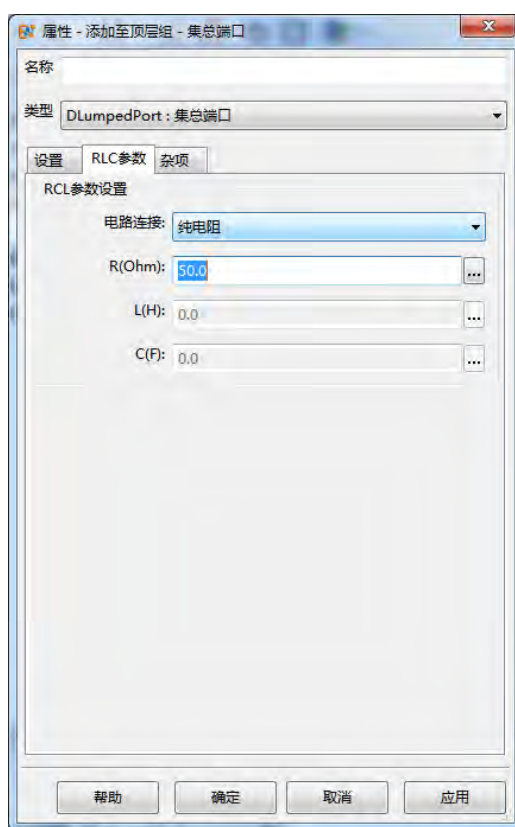 属性 - 添加至顶层组 - 集总端口
名称
类型 DLumpedPort : 集总端口
设置 RLC参数 杂项
RCL参数设置
电路连接: 纯电阻
R(Ohm): 50.0 ...
L(H): 0.0 ...
C(F): 0.0 ...
帮助 确定 取消 应用